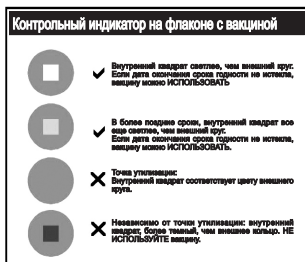 Контрольный индикатор на флаконе с вакциной
Внутренний квадрат светлее, чем внешний круг.
Если дата окончания срока годности не истекла,
вакцину можно ИСПОЛЬЗОВАТЬ
В более поздние сроки, внутренний квадрат все
еще светлее, чем внешний круг.
Если дата окончания срока годности не истекла,
вакцину можно ИСПОЛЬЗОВАТЬ.
Точка утилизации:
Внутренний квадрат соответствует цвету внешнего
круга.
Независимо от точки утилизации: внутренний
квадрат, более темный, чем внешнее кольцо. НЕ
ИСПОЛЬЗУЙТЕ вакцину.